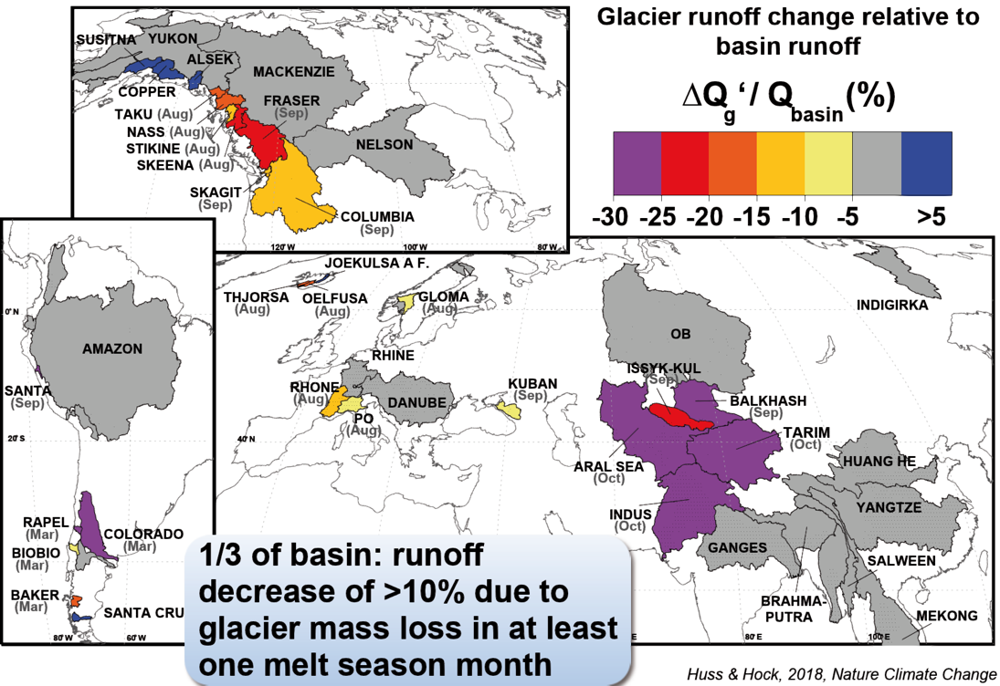 Glacier runoff change relative to
basin runoff
ΔQg‘/ Qbasin (%)
-30 -25 -20 -15 -10 -5 >5
SUSITNA
YUKON
ALSEK
MACKENZIE
COPPER
FRASER
(Sep)
TAKU (Aug)
NASS (Aug)
STIKINE (Aug)
SKEENA (Aug)
NELSON
SKAGIT
(Sep)
COLUMBIA
(Sep)
120°W 100°W 80°W
0°N
AMAZON
SANTA
(Sep)
20°S
RAPEL
(Mar)
COLORADO
(Mar)
BIOBIO
(Mar)
BAKER
(Mar)
SANTA CRU
80°W 60°W
JOEKULSA A F.
THJORSA
(Aug)
OELFUSA
(Aug)
GLOMA
(Aug)
INDIGIRKA
OB
RHINE
ISSYK-KUL
(Sep)
RHONE
(Aug)
DANUBE
KUBAN
(Sep)
BALKHASH
(Sep)
PO
(Aug)
TARIM
(Oct)
40°N
ARAL SEA
(Oct)
HUANG HE
INDUS
(Oct)
YANGTZE
GANGES
SALWEEN
BRAHMA-
PUTRA
MEKONG
E 80°E 100°E
1/3 of basin: runoff
decrease of >10% due to
glacier mass loss in at least
one melt season month
Huss & Hock, 2018, Nature Climate Change